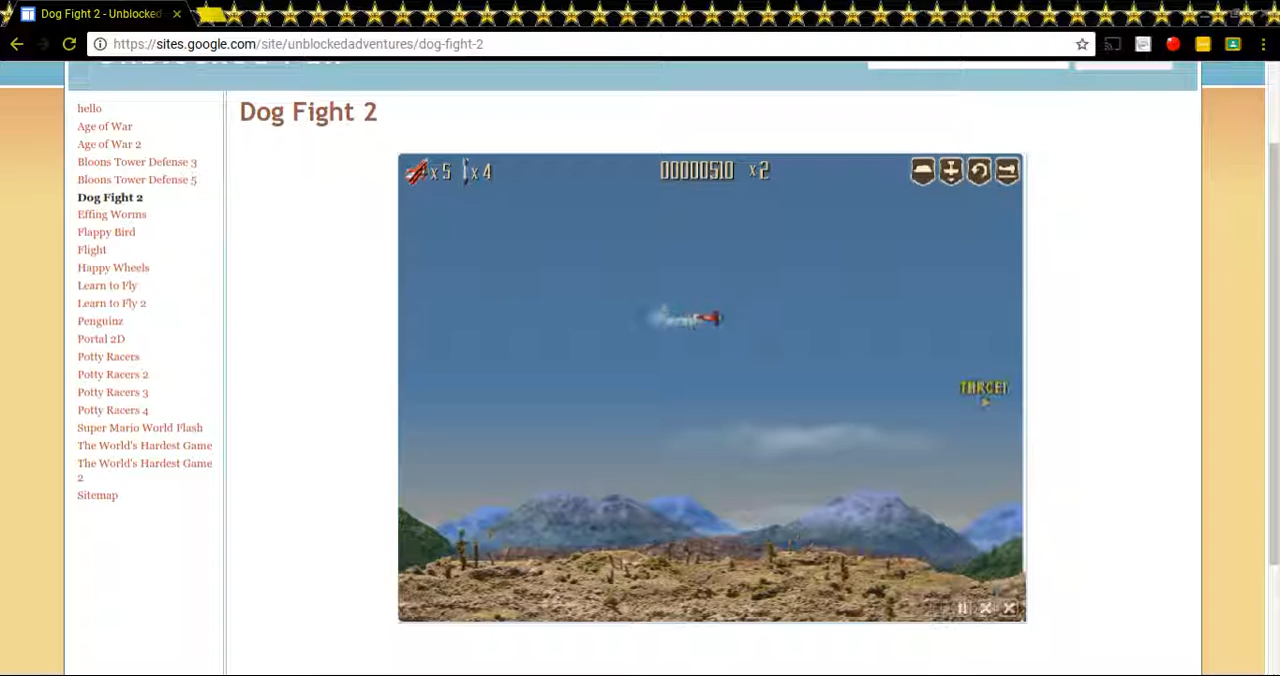 Dog Fight 2 - Unblocked
https://sites.google.com/site/unblockedadventures/dog-fight-2
hello
Age of War
Age of War 2
Bloons Tower Defense 3
Bloons Tower Defense 5
Dog Fight 2
Effing Worms
Flappy Bird
Flight
Happy Wheels
Learn to Fly
Learn to Fly 2
Penguinz
Portal 2D
Potty Racers
Potty Racers 2
Potty Racers 3
Potty Racers 4
Super Mario World Flash
The World's Hardest Game
The World's Hardest Game
2
Sitemap
Dog Fight 2
x 5 x 4 00000510 x 2
TARGET